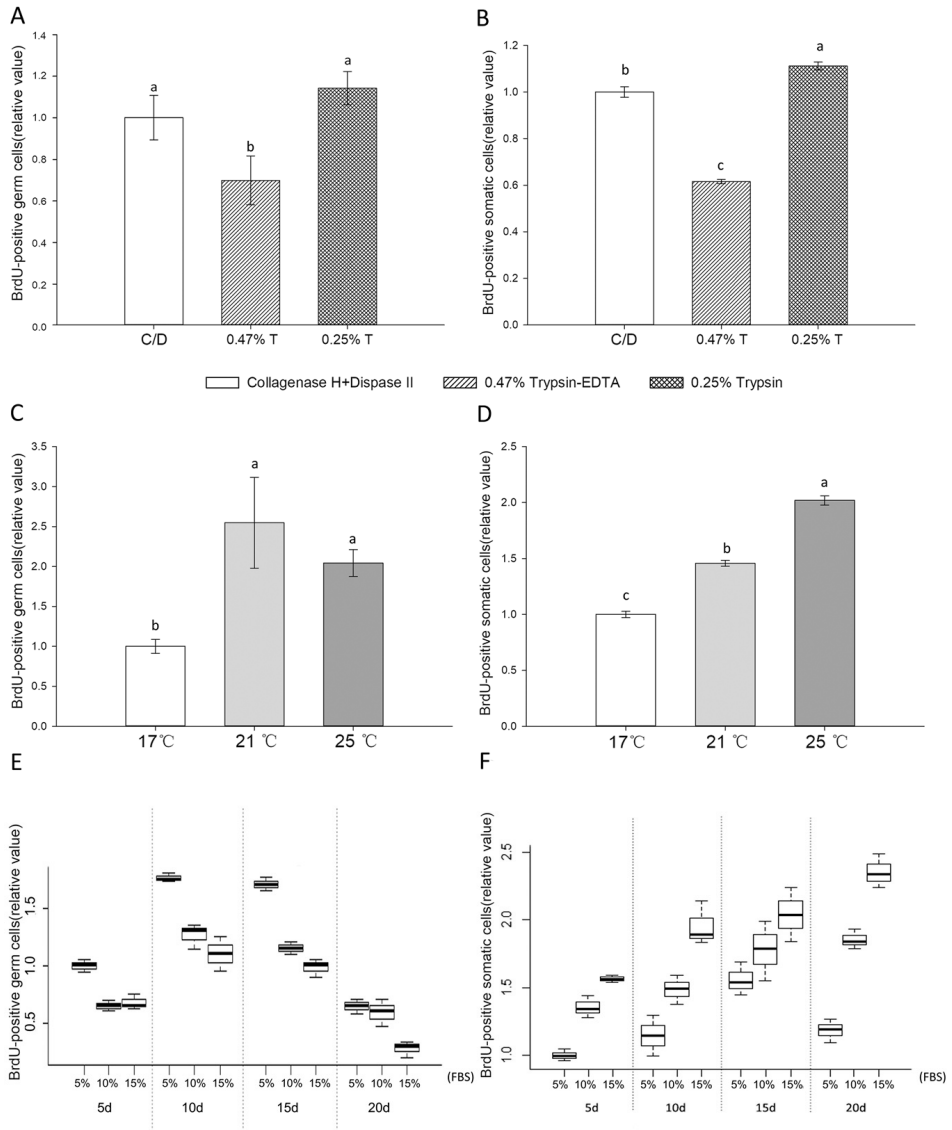 A
BrdU-positive germ cells(relative value)
1.4
1.2
1.0
0.8
0.6
0.4
0.2
0.0
a
b
a
C/D
0.47% T
0.25% T
B
BrdU-positive somatic cells(relative value)
1.2
1.0
0.8
0.6
0.4
0.2
0.0
b
c
a
C/D
0.47% T
0.25% T
Collagenase H+Dispase II
0.47% Trypsin-EDTA
0.25% Trypsin
C
BrdU-positive germ cells(relative value)
3.5
3.0
2.5
2.0
1.5
1.0
0.5
0.0
b
a
a
17℃
21 ℃
25 ℃
D
BrdU-positive somatic cells(relative value)
2.5
2.0
1.5
1.0
0.5
0.0
c
b
a
17℃
21 ℃
25 ℃
E
BrdU-positive germ cells(relative value)
1.5
1.0
0.5
5% 10% 15% 5% 10% 15% 5% 10% 15% 5% 10% 15% (FBS)
5d 10d 15d 20d
F
BrdU-positive somatic cells(relative value)
2.5
2.0
1.5
1.0
5% 10% 15% 5% 10% 15% 5% 10% 15% 5% 10% 15% (FBS)
5d 10d 15d 20d